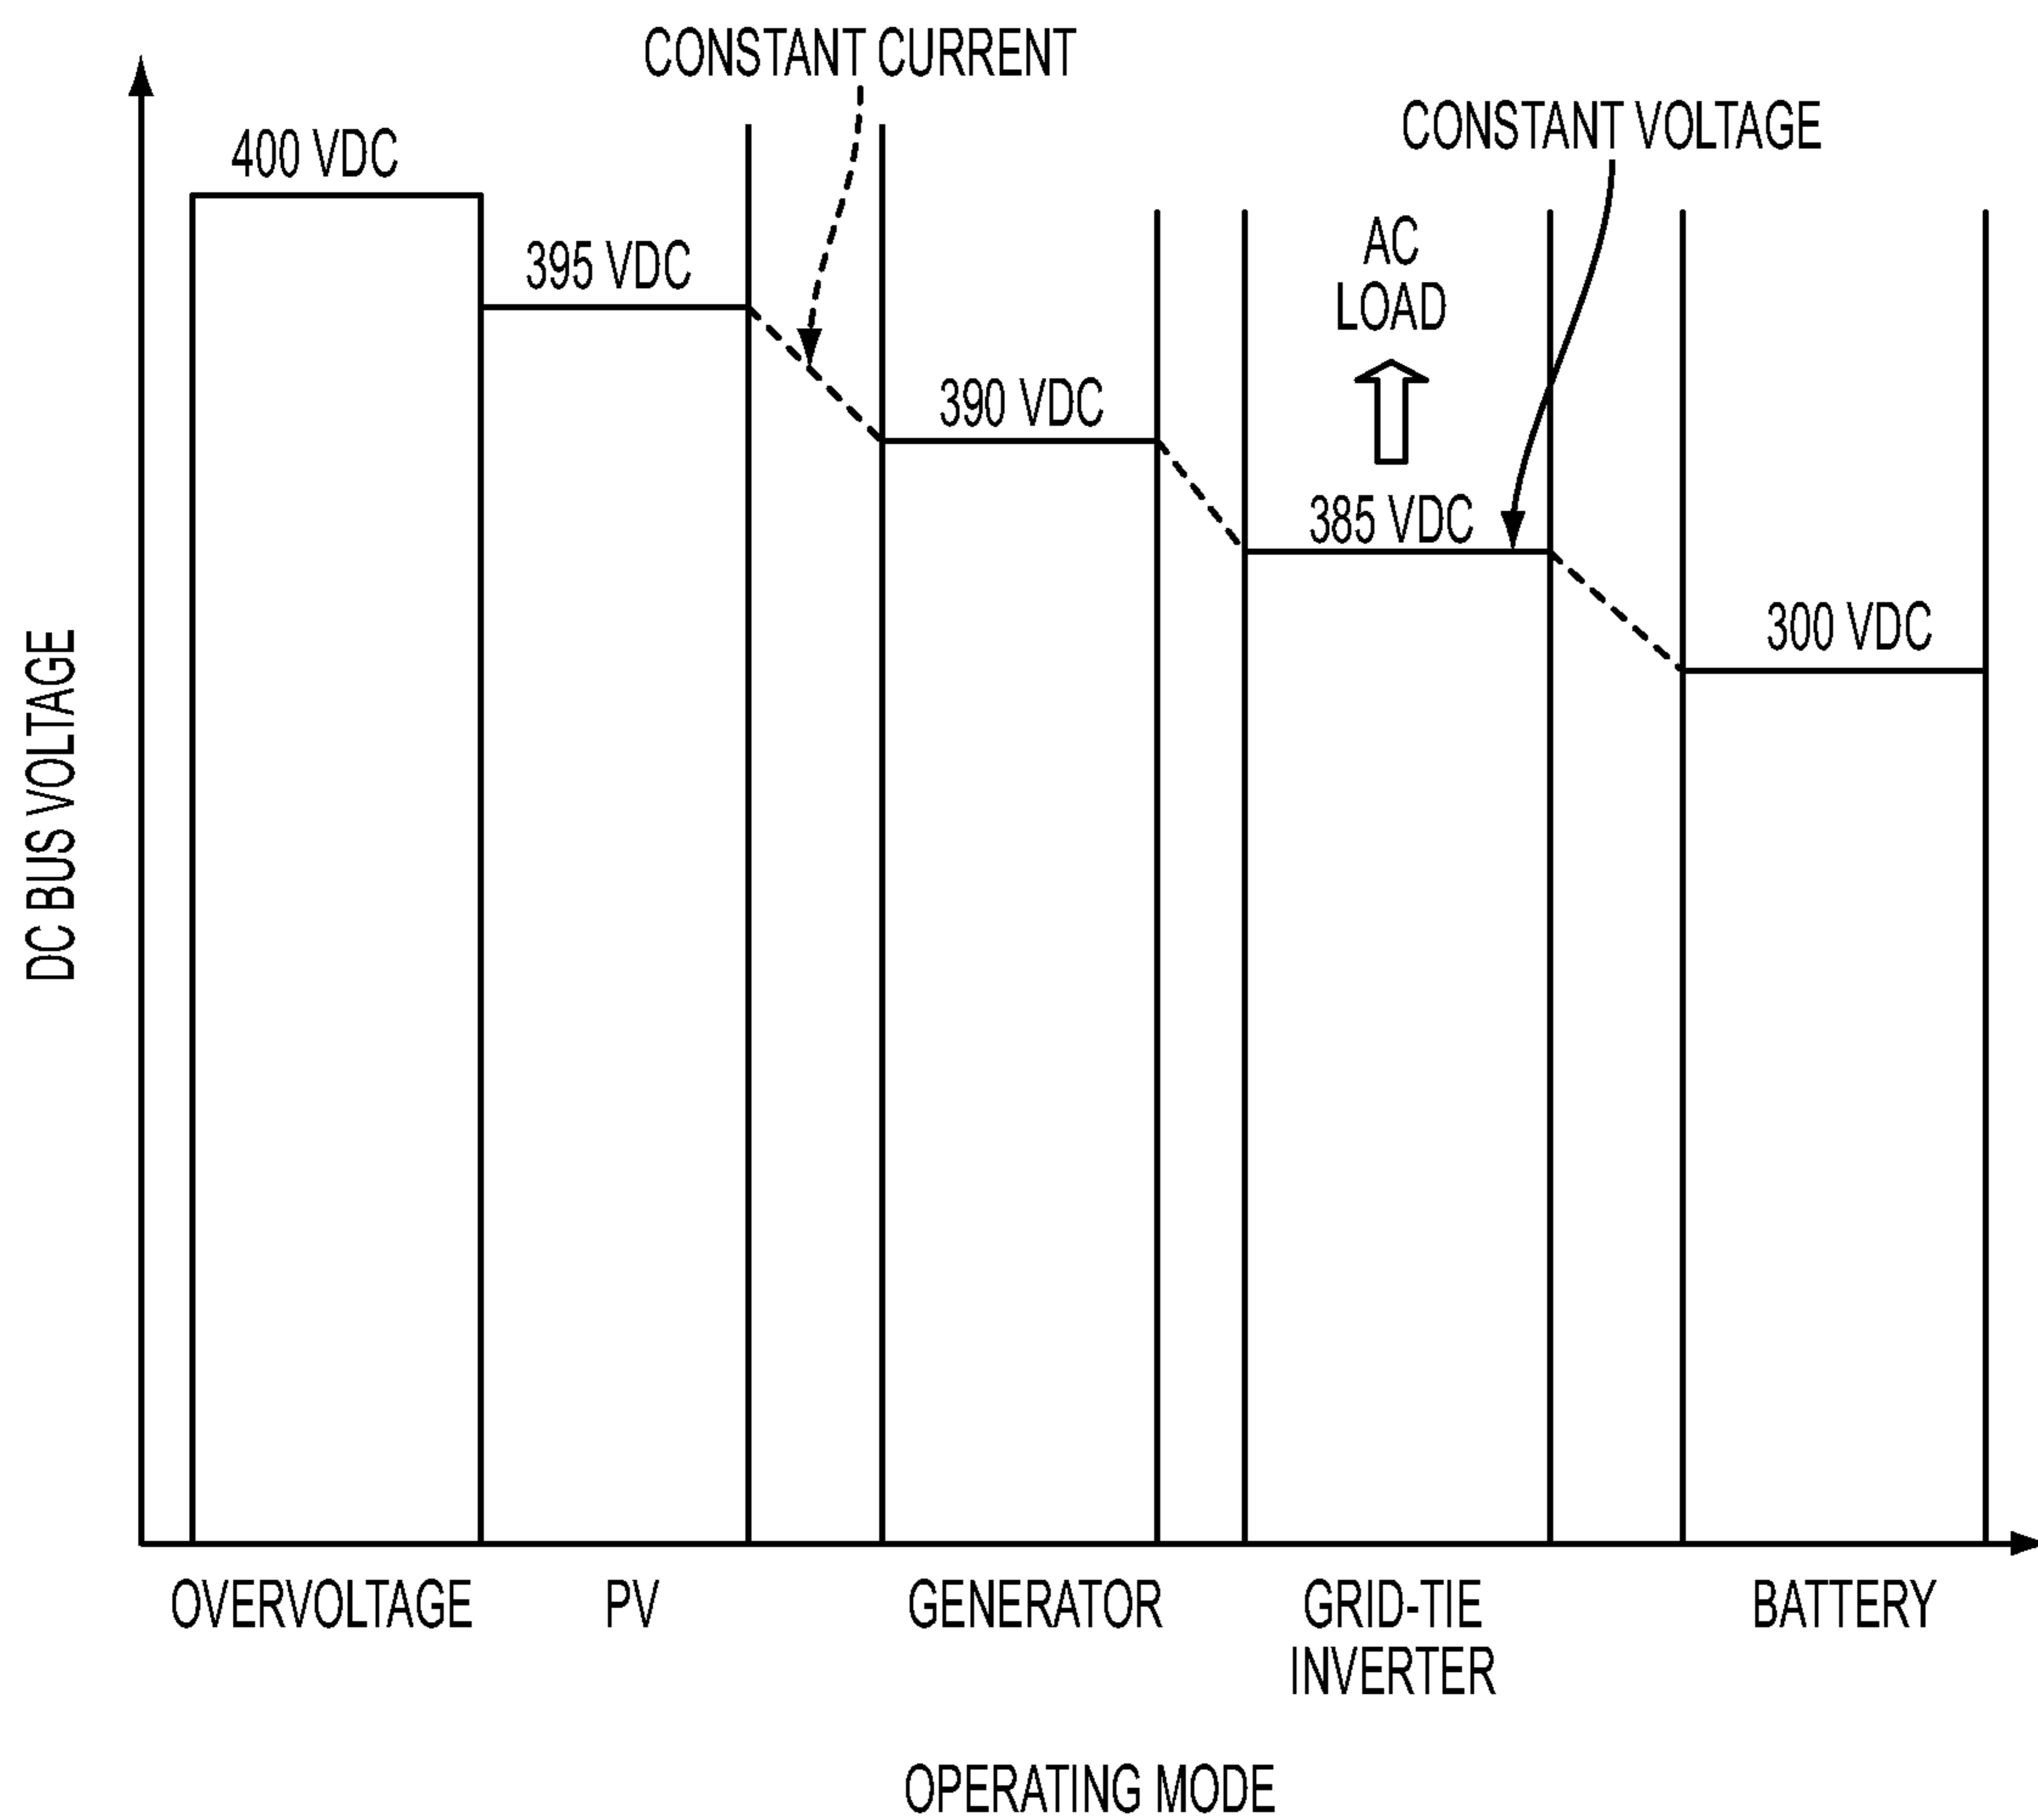 CONSTANT CURRENT
CONSTANT VOLTAGE
400 VDC
395 VDC
AC
LOAD
390 VDC
385 VDC
300 VDC
DC BUS VOLTAGE
OVERVOLTAGE
PV
GENERATOR
GRID-TIE
INVERTER
BATTERY
OPERATING MODE